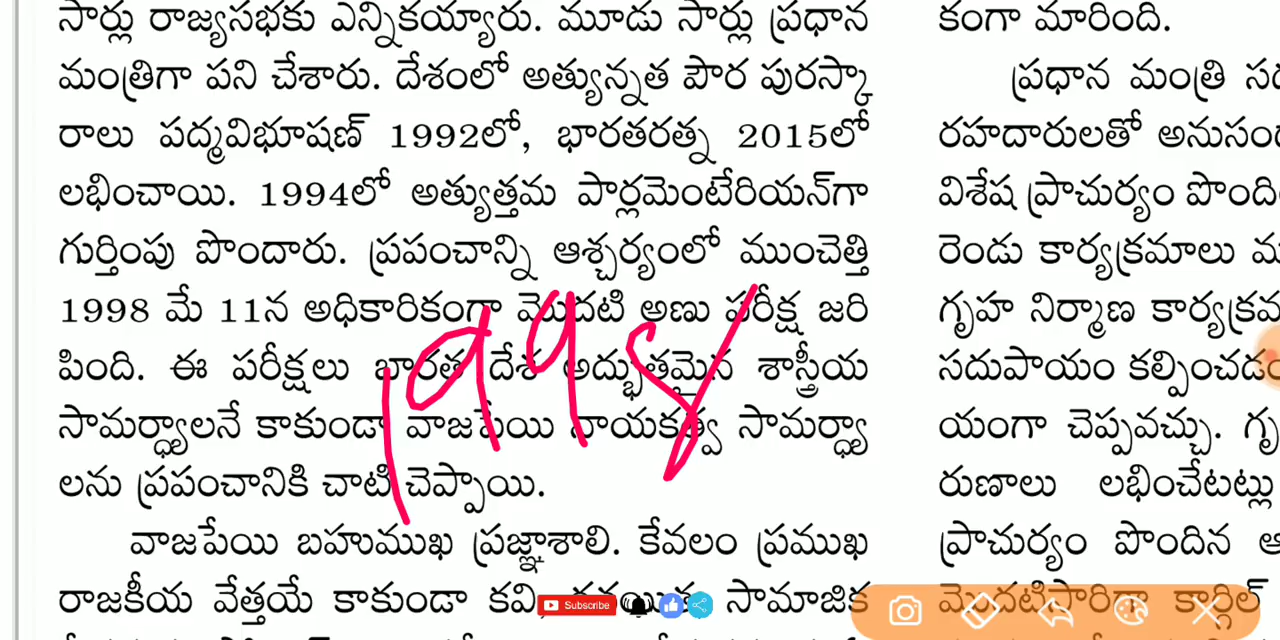 సార్లు రాజ్యసభకు ఎన్నికయ్యారు. మూడు సార్లు ప్రధాన
మంత్రిగా పని చేశారు. దేశంలో అత్యున్నత పౌర పురస్కా
రాలు పద్మవిభూషణ్ 1992లో, భారతరత్న 2015లో
లభించాయి. 1994లో అత్యుత్తమ పార్లమెంటేరియన్‌గా
గుర్తింపు పొందారు. ప్రపంచాన్ని ఆశ్చర్యంలో ముంచెత్తి
1998 మే 11న అధికారికంగా మొదటి అణు పరీక్ష జరి
పింది. ఈ పరీక్షలు భారతదేశ అద్భుతమైన శాస్త్రీయ
సామర్థ్యాలనే కాకుండా వాజపేయి నాయకత్వ సామర్థ్యా
లను ప్రపంచానికి చాటి చెప్పాయి.
వాజపేయి బహుముఖ ప్రజ్ఞాశాలి. కేవలం ప్రముఖ
రాజకీయ వేత్తయే కాకుండా కవి, సామాజిక
1998
కంగా మారింది.
ప్రధాన మంత్రి
రహదారులతో
విశేష ప్రాచుర్యం
రెండు కార్యక్రమాలు
గృహ నిర్మాణ
సదుపాయం
యంగా చెప్పవచ్చు.
రుణాలు లభించేటట్లు
ప్రాచుర్యం పొందిన
మొదటిసారిగా కార్గిల్
Subscribe